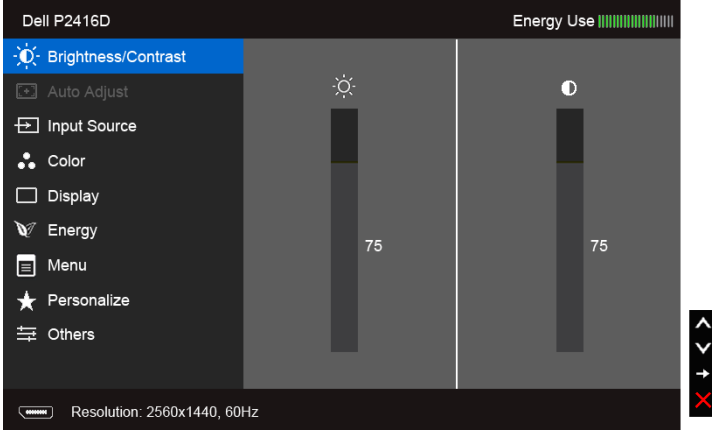 Dell P2416D
Energy Use
Brightness/Contrast
Auto Adjust
Input Source
Color
Display
Energy
Menu
Personalize
Others
75
75
Resolution: 2560x1440, 60Hz